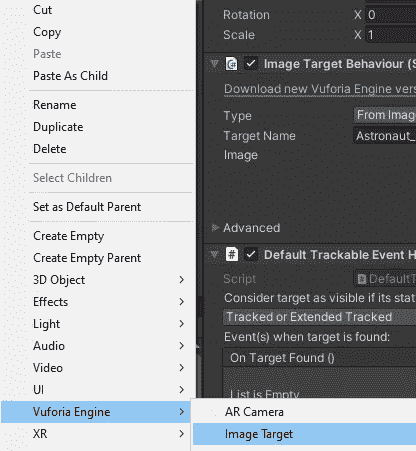 Cut
Copy
Paste
Paste As Child
Rename
Duplicate
Delete
Select Children
Set as Default Parent
Create Empty
Create Empty Parent
3D Object
Effects
Light
Audio
Video
UI
Vuforia Engine
XR
AR Camera
Image Target
Rotation X 0
Scale X 1
Image Target Behaviour (S
Download new Vuforia Engine vers
Type From Imag
Target Name Astronaut_
Image
Advanced
# Default Trackable Event H
Script DefaultT
Consider target as visible if its stat
Tracked or Extended Tracked
Event(s) when target is found:
On Target Found ()
List is Empty